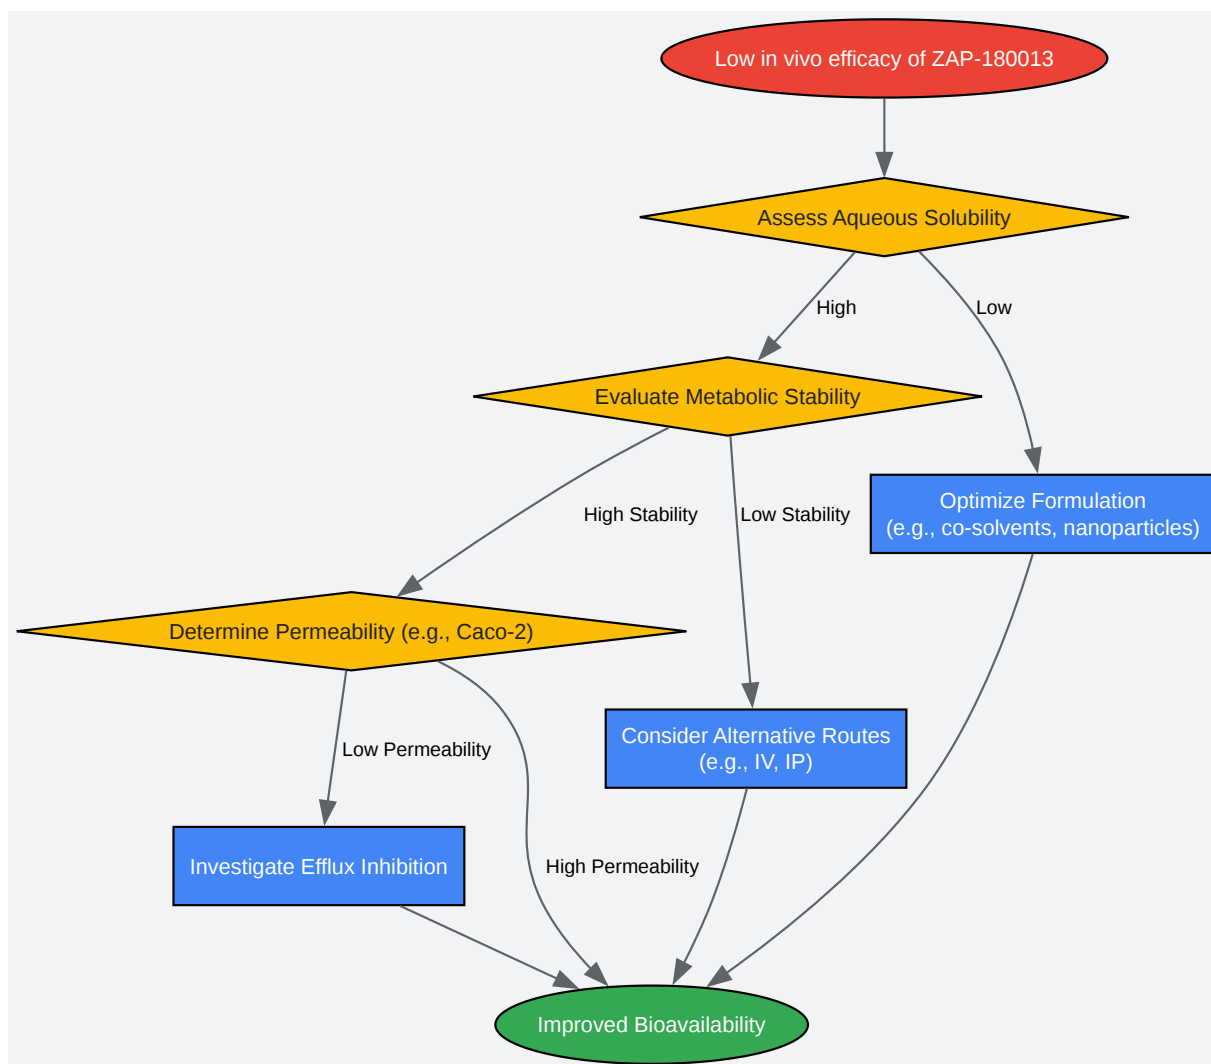 Low in vivo efficacy of ZAP-180013
Assess Aqueous Solubility
High
Low
Evaluate Metabolic Stability
High Stability
Low Stability
Optimize Formulation
(e.g., co-solvents, nanoparticles)
Determine Permeability (e.g., Caco-2)
Low Permeability
Consider Alternative Routes
(e.g., IV, IP)
Investigate Efflux Inhibition
High Permeability
Improved Bioavailability